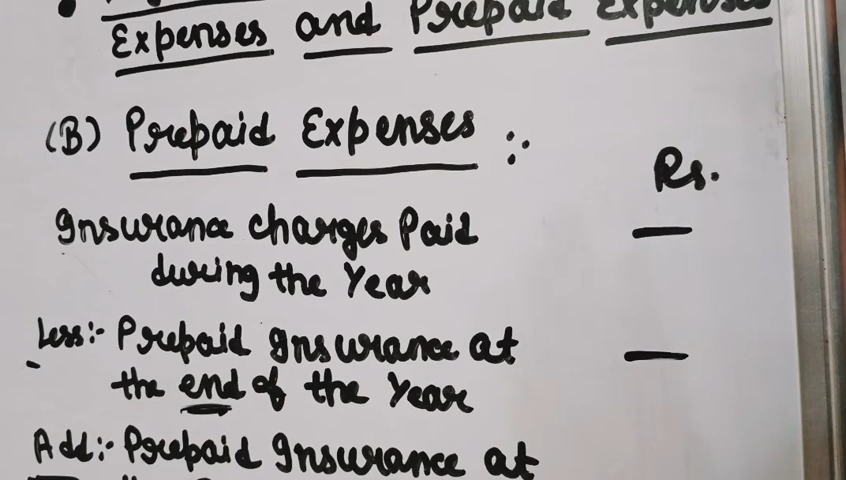 Expenses and Prepaid Expenses
(B) Prepaid Expenses :-
Rs.
Insurance charges Paid —
during the Year
Less:- Prepaid Insurance at —
the end of the Year
Add:- Prepaid Insurance at